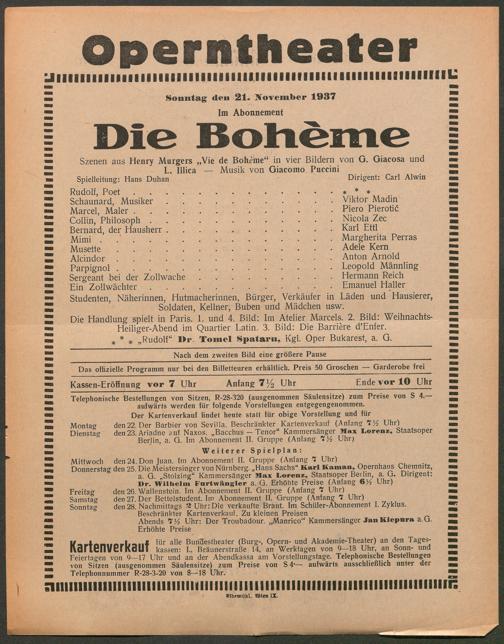 Operntheater
Sonntag den 21. November 1937
Im Abonnement
Die Bohème
Szenen aus Henry Murgers „Vie de Bohème" in vier Bildern von G. Giacosa und
L. Illica — Musik von Giacomo Puccini
Spielleitung: Hans Duhan Dirigent: Carl Alwin
Rudolf, Poet . . . . . . . . . . . . * * *
Schaunard, Musiker . . . . . . . . . . . . Viktor Madin
Marcel, Maler . . . . . . . . . . . . Piero Pierotić
Collin, Philosoph . . . . . . . . . . . . Nicola Zec
Bernard, der Hausherr . . . . . . . . . . . . Karl Ettl
Mimi . . . . . . . . . . . . Margherita Perras
Musette . . . . . . . . . . . . Adele Kern
Alcindor . . . . . . . . . . . . Anton Arnold
Parpignol . . . . . . . . . . . . Leopold Männling
Sergeant bei der Zollwache . . . . . . . . . . Hermann Reich
Ein Zollwächter . . . . . . . . . . . . Emanuel Haller
Studenten, Näherinnen, Hutmacherinnen, Bürger, Verkäufer in Läden und Hausierer,
Soldaten, Kellner, Buben und Mädchen usw.
Die Handlung spielt in Paris. 1. und 4. Bild: Im Atelier Marcels. 2. Bild: Weihnachts-
Heiliger-Abend im Quartier Latin. 3. Bild: Die Barrière d'Enfer.
* * * „Rudolf" Dr. Tomel Spataru, Kgl. Oper Bukarest, a. G.
Nach dem zweiten Bild eine größere Pause
Das offizielle Programm nur bei den Billetteuren erhältlich. Preis 50 Groschen — Garderobe frei
Kassen-Eröffnung vor 7 Uhr Anfang 7½ Uhr Ende vor 10 Uhr
Telephonische Bestellungen von Sitzen, R-28-320 (ausgenommen Säulensitze) zum Preise von S 4.—
aufwärts werden für folgende Vorstellungen entgegengenommen.
Der Kartenverkauf findet heute statt für obige Vorstellung und für
Montag den 22. Der Barbier von Sevilla. Beschränkter Kartenverkauf (Anfang 7½ Uhr)
Dienstag den 23. Ariadne auf Naxos. „Bacchus — Tenor" Kammersänger Max Lorenz, Staatsoper
Berlin, a. G. Im Abonnement II. Gruppe (Anfang 7½ Uhr)
Weiterer Spielplan:
Mittwoch den 24. Don Juan. Im Abonnement II. Gruppe (Anfang 7 Uhr)
Donnerstag den 25. Die Meistersinger von Nürnberg. „Hans Sachs" Karl Kaman, Opernhaus Chemnitz,
a. G. „Stolzing" Kammersänger Max Lorenz, Staatsoper Berlin, a. G. Dirigent:
Dr. Wilhelm Furtwängler a. G. Erhöhte Preise (Anfang 6½ Uhr)
Freitag den 26. Wallenstein. Im Abonnement II. Gruppe (Anfang 7 Uhr)
Samstag den 27. Der Bettelstudent. Im Abonnement II. Gruppe (Anfang 7 Uhr)
Sonntag den 28. Nachmittags 2 Uhr: Die verkaufte Braut. Im Schüler-Abonnement I. Zyklus.
Beschränkter Kartenverkauf. Zu kleinen Preisen
Abends 7½ Uhr: Der Troubadour. „Manrico" Kammersänger Jan Kiepura a. G.
Erhöhte Preise
Kartenverkauf für alle Bundestheater (Burg-, Opern- und Akademie-Theater) an den Tages-
kassen: I., Bräunerstraße 14, an Werktagen von 9—18 Uhr, an Sonn- und
Feiertagen von 9—17 Uhr und an der Abendkassa am Vorstellungstage. Telephonische Bestellungen
von Sitzen (ausgenommen Säulensitze) zum Preise von S 4— aufwärts ausschließlich unter der
Telephonnummer R-28-3-20 von 8—18 Uhr.
Elbemühl, Wien IX.